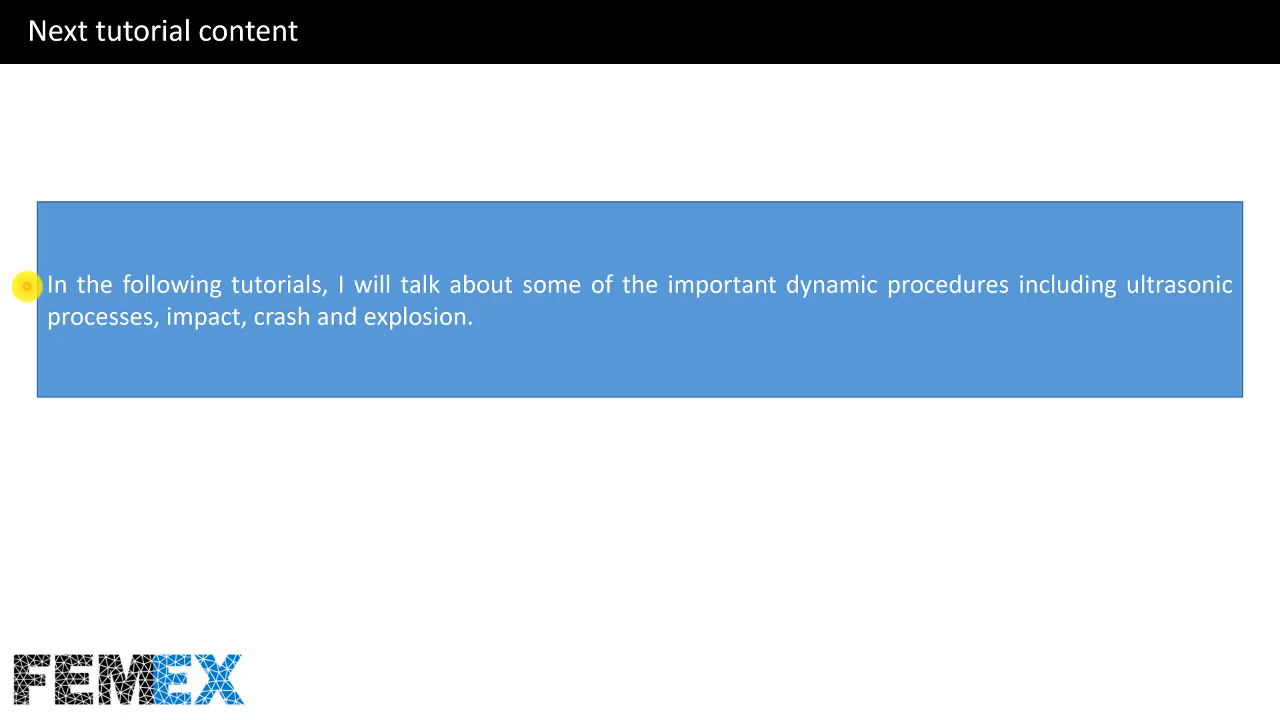 Next tutorial content
In the following tutorials, I will talk about some of the important dynamic procedures including ultrasonic
processes, impact, crash and explosion.
FEMEX